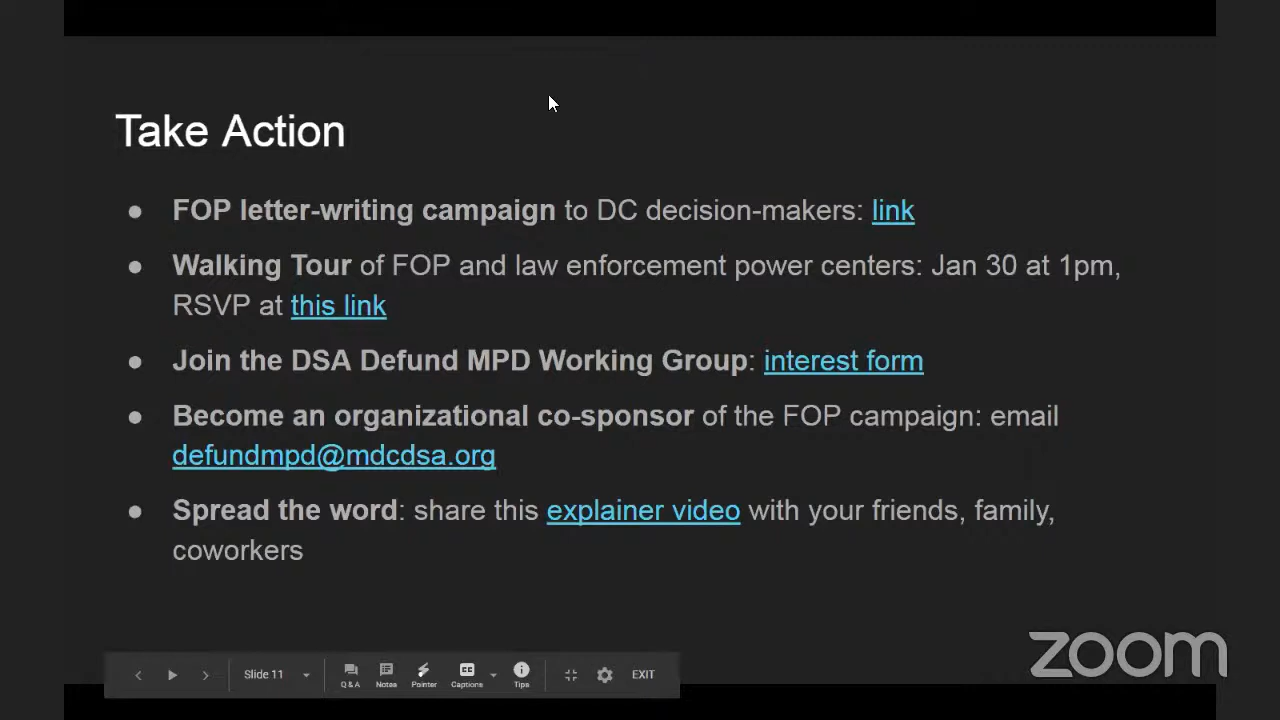 Take Action
● FOP letter-writing campaign to DC decision-makers: link
● Walking Tour of FOP and law enforcement power centers: Jan 30 at 1pm,
RSVP at this link
● Join the DSA Defund MPD Working Group: interest form
● Become an organizational co-sponsor of the FOP campaign: email
defundmpd@mdcdsa.org
● Spread the word: share this explainer video with your friends, family,
coworkers
zoom
Slide 11
Q & A Notes Pointer Captions Tips EXIT